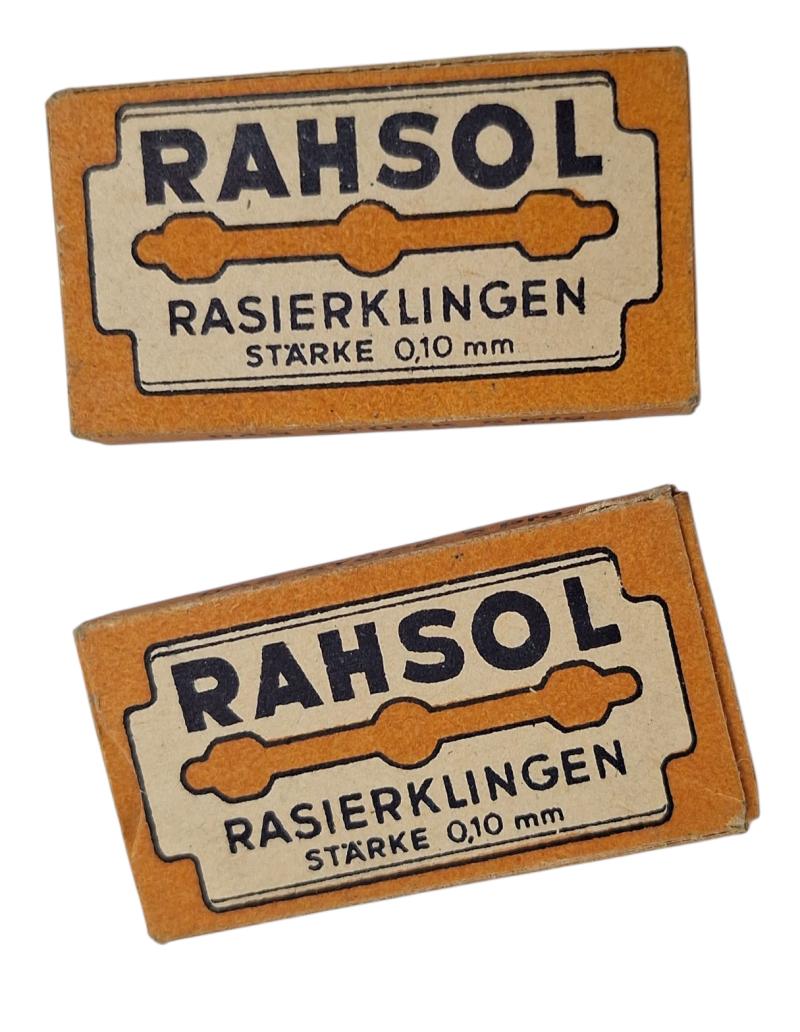 RAHSOL
RASIERKLINGEN
STÄRKE 0,10 mm
RAHSOL
RASIERKLINGEN
STÄRKE 0,10 mm